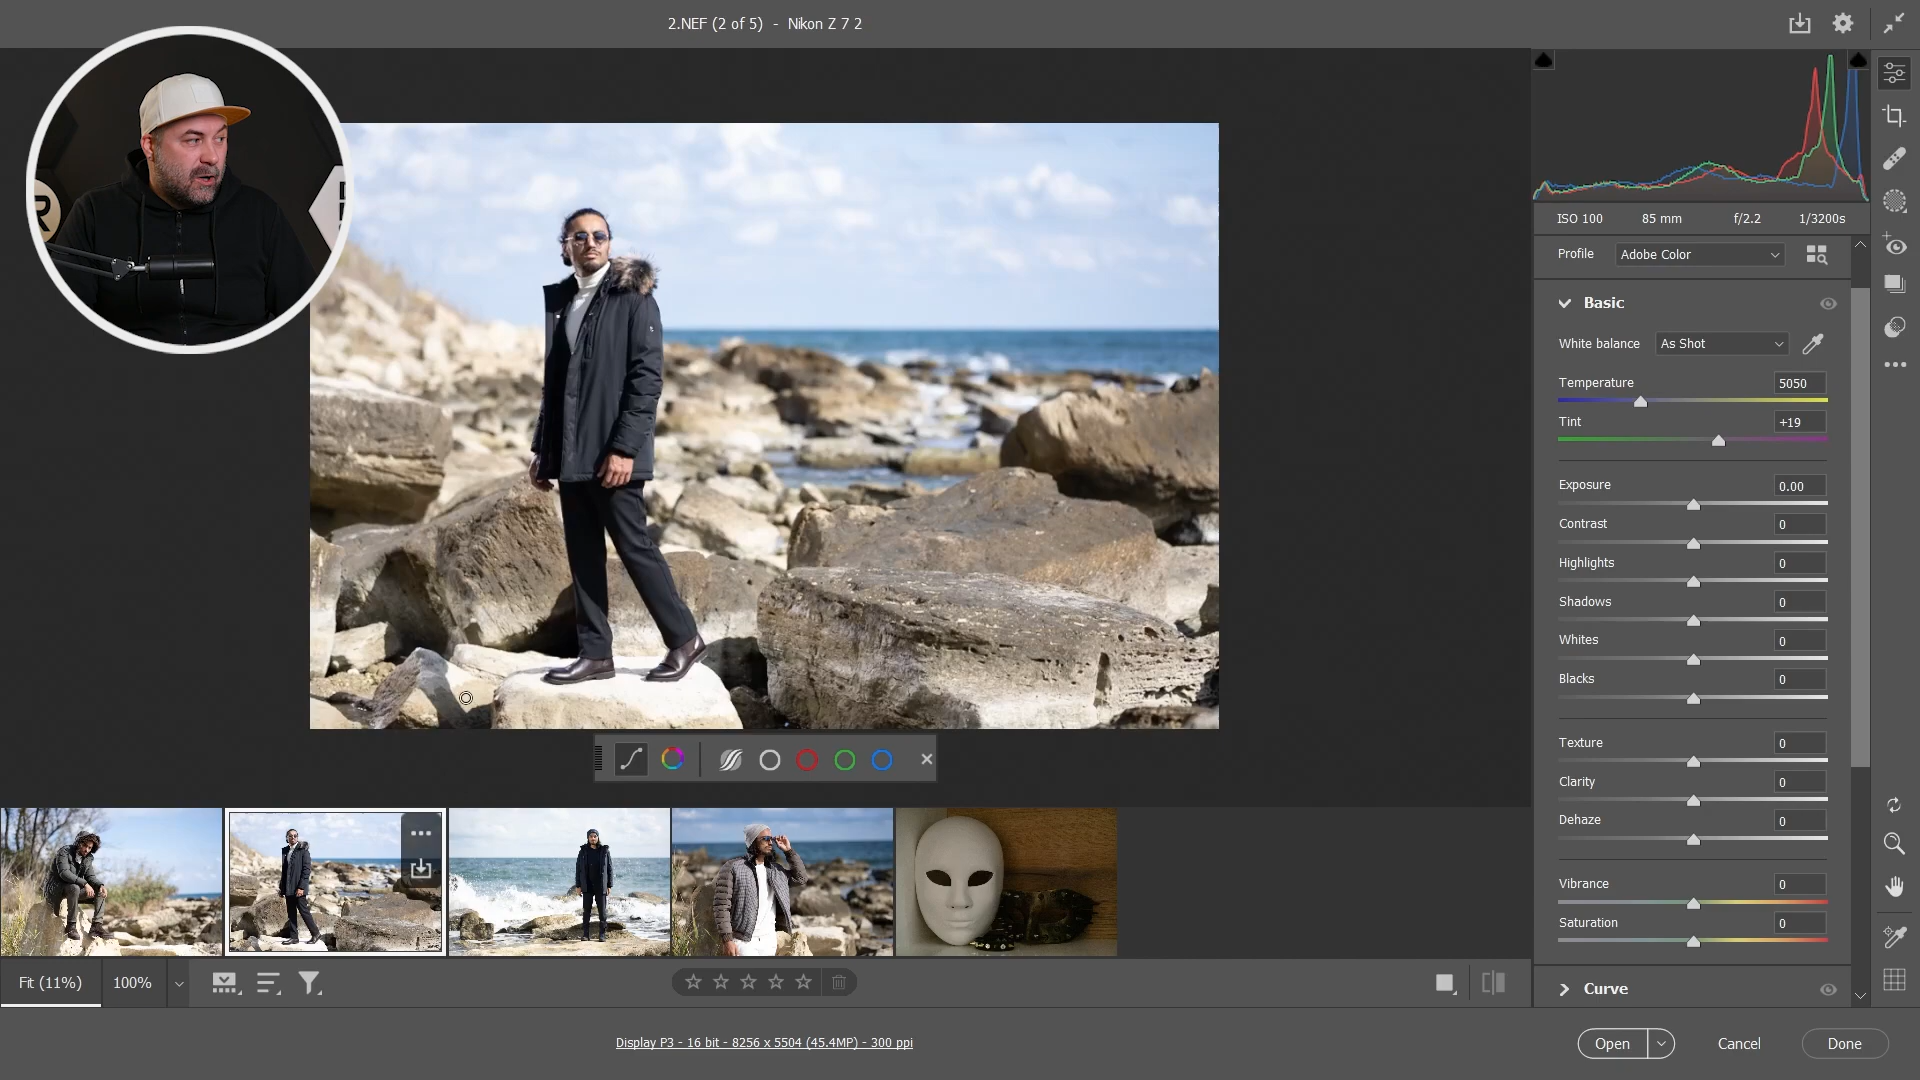 2.NEF (2 of 5) - Nikon Z 7 2
R
ISO 100 85 mm f/2.2 1/3200s
Profile Adobe Color
Basic
White balance As Shot
Temperature 5050
Tint +19
Exposure 0.00
Contrast 0
Highlights 0
Shadows 0
Whites 0
Blacks 0
Texture 0
Clarity 0
Dehaze 0
Vibrance 0
Saturation 0
Curve
Fit (11%) 100%
Display P3 - 16 bit - 8256 x 5504 (45.4MP) - 300 ppi
Open Cancel Done